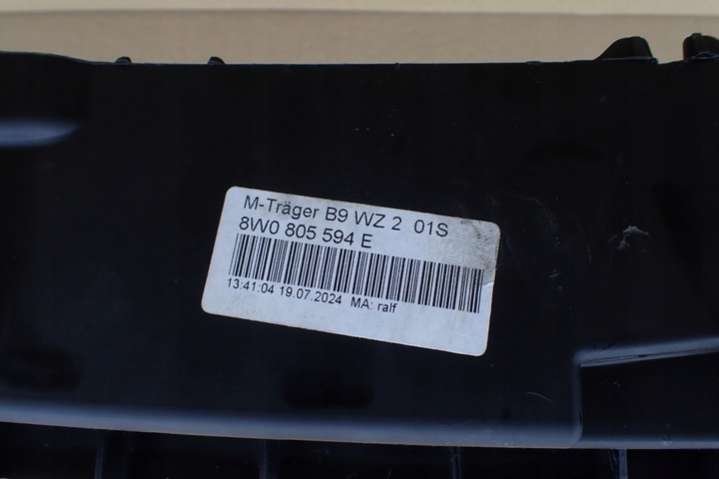 M-Träger B9 WZ 2 01S
8W0 805 594 E
13:41:04 19.07.2024 MA: ralf